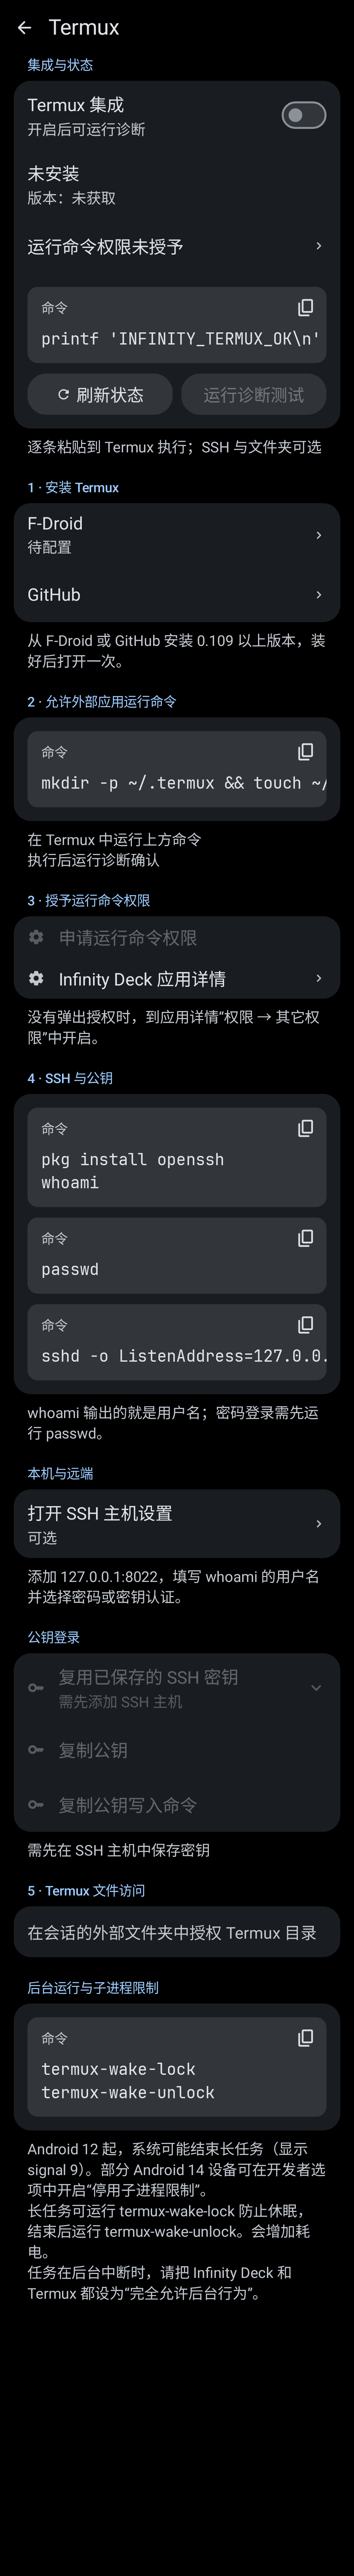 Termux
集成与状态
Termux 集成
开启后可运行诊断
未安装
版本：未获取
运行命令权限未授予
命令
printf 'INFINITY_TERMUX_OK\n'
刷新状态
运行诊断测试
逐条粘贴到 Termux 执行；SSH 与文件夹可选
1 · 安装 Termux
F-Droid
待配置
GitHub
从 F-Droid 或 GitHub 安装 0.109 以上版本，装
好后打开一次。
2 · 允许外部应用运行命令
命令
mkdir -p ~/.termux && touch ~/
在 Termux 中运行上方命令
执行后运行诊断确认
3 · 授予运行命令权限
申请运行命令权限
Infinity Deck 应用详情
没有弹出授权时，到应用详情“权限 → 其它权
限”中开启。
4 · SSH 与公钥
命令
pkg install openssh
whoami
命令
passwd
命令
sshd -o ListenAddress=127.0.0.
whoami 输出的就是用户名；密码登录需先运
行 passwd。
本机与远端
打开 SSH 主机设置
可选
添加 127.0.0.1:8022，填写 whoami 的用户名
并选择密码或密钥认证。
公钥登录
复用已保存的 SSH 密钥
需先添加 SSH 主机
复制公钥
复制公钥写入命令
需先在 SSH 主机中保存密钥
5 · Termux 文件访问
在会话的外部文件夹中授权 Termux 目录
后台运行与子进程限制
命令
termux-wake-lock
termux-wake-unlock
Android 12 起，系统可能结束长任务（显示
signal 9）。部分 Android 14 设备可在开发者选
项中开启“停用子进程限制”。
长任务可运行 termux-wake-lock 防止休眠，
结束后运行 termux-wake-unlock。会增加耗
电。
任务在后台中断时，请把 Infinity Deck 和
Termux 都设为“完全允许后台行为”。